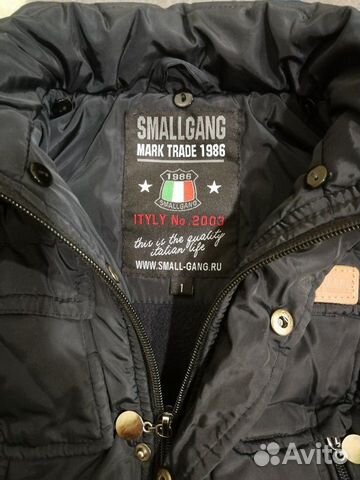 SMALLGANG
MARK TRADE 1986
1986
SMALLGANG
ITYLY No.2003
this is the quality
italian life
WWW.SMALL-GANG.RU
1
Avito